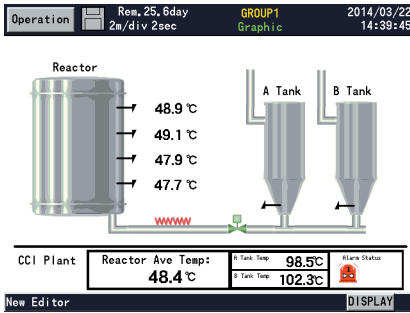 Operation
Rem.25.6day
2m/div 2sec
GROUP1
Graphic
2014/03/22
14:39:45
Reactor
A Tank
B Tank
48.9 ℃
49.1 ℃
47.9 ℃
47.7 ℃
CCI Plant
Reactor Ave Temp:
48.4℃
A Tank Temp 98.5℃
B Tank Temp 102.3℃
Alarm Status
New Editor
DISPLAY